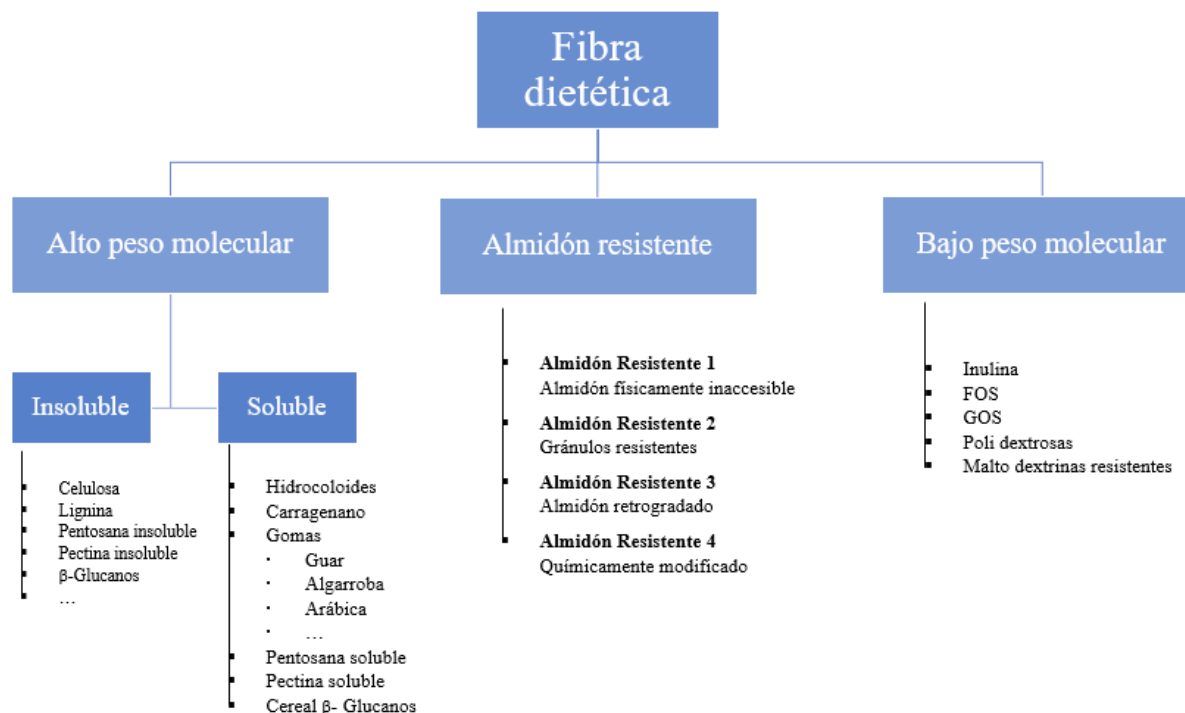 Fibra
dietética
Alto peso molecular
Almidón resistente
Bajo peso molecular
Insoluble
Soluble
Celulosa
Lignina
Pentosana insoluble
Pectina insoluble
β-Glucanos
…
Hidrocoloides
Carragenano
Gomas
Guar
Algarroba
Arábica
…
Pentosana soluble
Pectina soluble
Cereal β- Glucanos
Almidón Resistente 1
Almidón físicamente inaccesible
Almidón Resistente 2
Gránulos resistentes
Almidón Resistente 3
Almidón retrogradado
Almidón Resistente 4
Químicamente modificado
Inulina
FOS
GOS
Poli dextrosas
Malto dextrinas resistentes